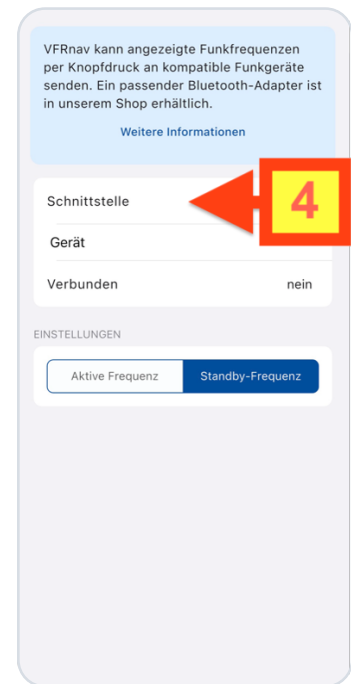 VFRnav kann angezeigte Funkfrequenzen
per Knopfdruck an kompatible Funkgeräte
senden. Ein passender Bluetooth-Adapter ist
in unserem Shop erhältlich.
Weitere Informationen
Schnittstelle
4
Gerät
Verbunden nein
EINSTELLUNGEN
Aktive Frequenz Standby-Frequenz